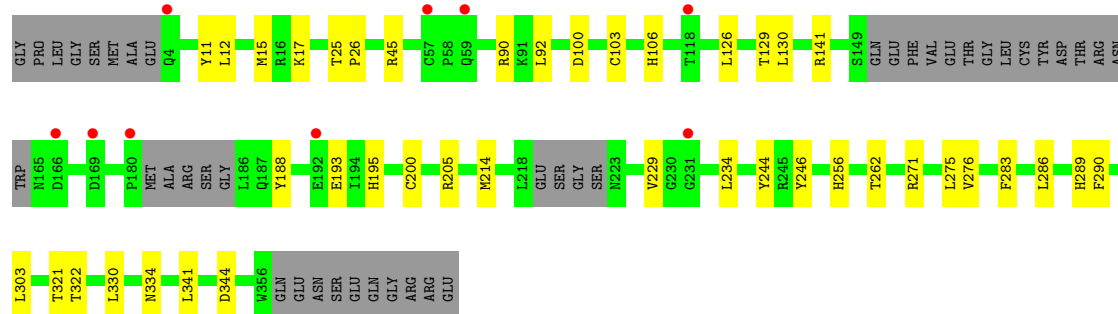 GLY PRO LEU GLY SER MET ALA GLU Q4 Y11 L12 M15 R16 K17 T25 P26 R45 C57 P58 Q59 R90 K91 L92 D100 C103 H106 T118 L126 T129 L130 R141 S149 GLN GLU PHE VAL GLU THR GLY LEU CYS TYR ASP THR ARG ASN
TRP N165 D166 D169 P180 MET ALA ARG SER GLY L186 Q187 Y188 E192 E193 I194 H195 C200 R205 M214 L218 GLU SER GLY SER N223 V229 G230 G231 L234 Y244 R245 Y246 H256 T262 R271 L275 V276 F283 L286 H289 F290
L303 T321 T322 L330 N334 L341 D344 W356 GLN GLU ASN SER GLU GLN GLY ARG ARG GLU